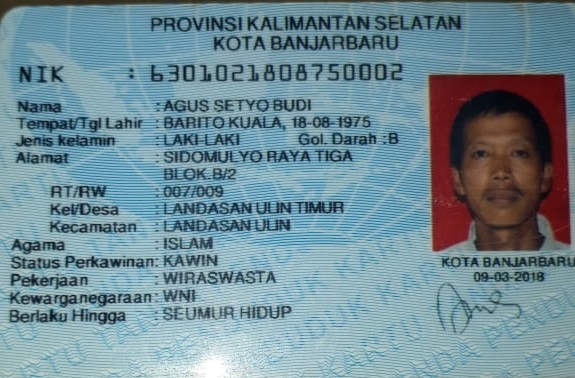 PROVINSI KALIMANTAN SELATAN
KOTA BANJARBARU
NIK : 6301021808750002
Nama : AGUS SETYO BUDI
Tempat/Tgl Lahir : BARITO KUALA, 18-08-1975
Jenis kelamin : LAKI-LAKI Gol. Darah :B
Alamat : SIDOMULYO RAYA TIGA
BLOK.B/2
RT/RW : 007/009
Kel/Desa : LANDASAN ULIN TIMUR
Kecamatan : LANDASAN ULIN
Agama : ISLAM
Status Perkawinan: KAWIN
Pekerjaan : WIRASWASTA
Kewarganegaraan: WNI
Berlaku Hingga : SEUMUR HIDUP
KOTA BANJARBARU
09-03-2018